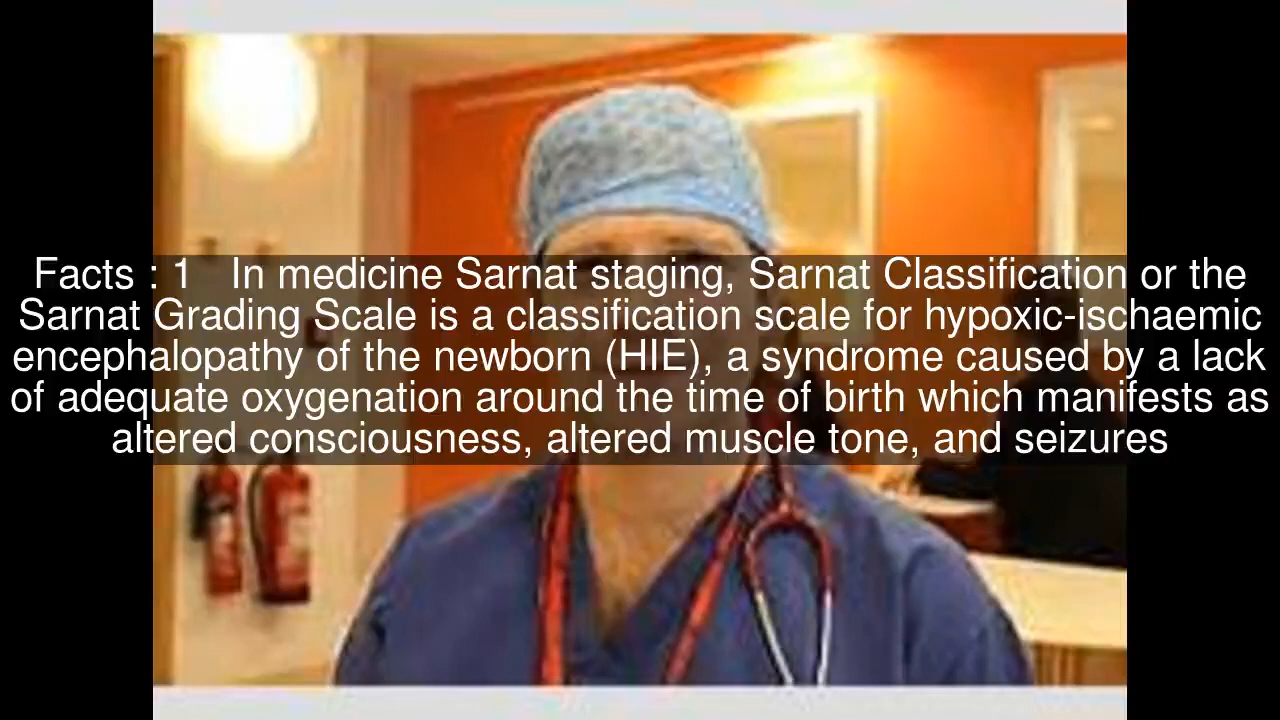 Facts : 1   In medicine Sarnat staging, Sarnat Classification or the
Sarnat Grading Scale is a classification scale for hypoxic-ischaemic
encephalopathy of the newborn (HIE), a syndrome caused by a lack
of adequate oxygenation around the time of birth which manifests as
altered consciousness, altered muscle tone, and seizures